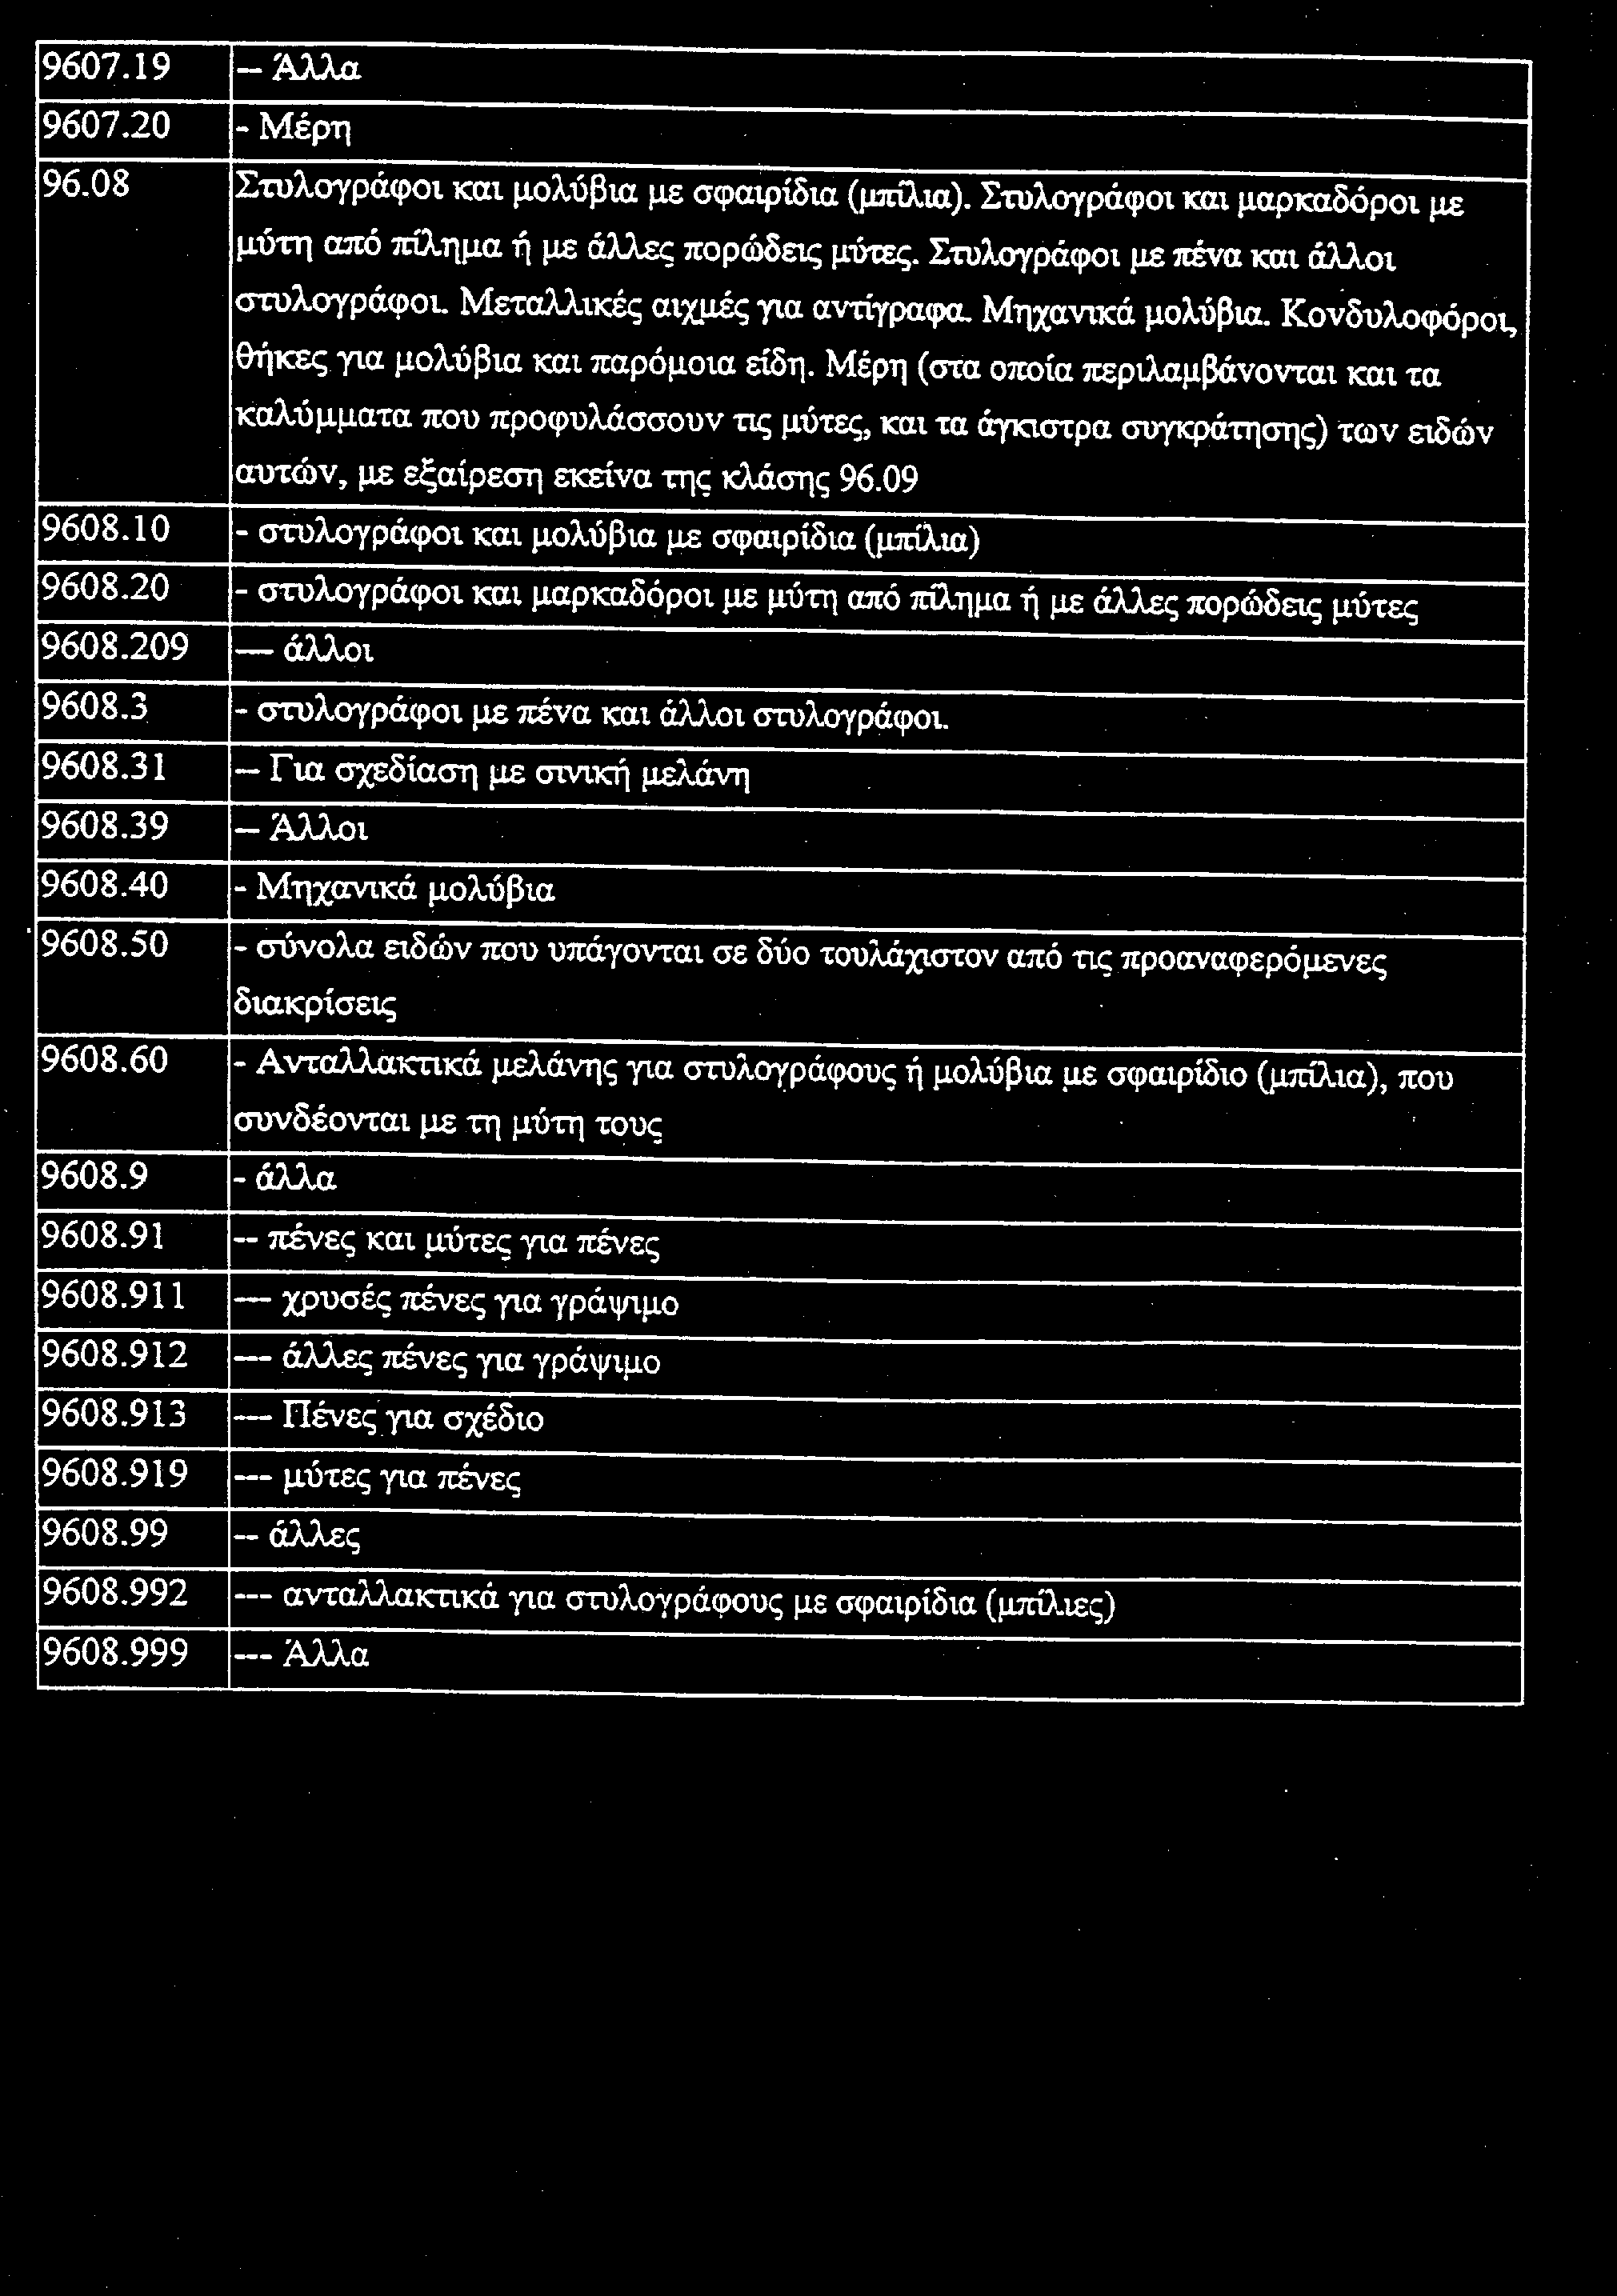 9607.19 -- Άλλα
9607.20 - Μέρη
96.08 Στυλογράφοι και μολύβια με σφαιρίδια (μπίλια). Στυλογράφοι και μαρκαδόροι με
μύτη από πίλημα ή με άλλες πορώδεις μύτες. Στυλογράφοι με πένα και άλλοι
στυλογράφοι. Μεταλλικές αιχμές για αντίγραφα. Μηχανικά μολύβια. Κονδυλοφόροι,
θήκες για μολύβια και παρόμοια είδη. Μέρη (στα οποία περιλαμβάνονται και τα
καλύμματα που προφυλάσσουν τις μύτες, και τα άγκιστρα συγκράτησης) των ειδών
αυτών, με εξαίρεση εκείνα της κλάσης 96.09
9608.10 - στυλογράφοι και μολύβια με σφαιρίδια (μπίλια)
9608.20 - στυλογράφοι και μαρκαδόροι με μύτη από πίλημα ή με άλλες πορώδεις μύτες
9608.209 --- άλλοι
9608.3 - στυλογράφοι με πένα και άλλοι στυλογράφοι.
9608.31 -- Για σχεδίαση με σινική μελάνη
9608.39 -- Άλλοι
9608.40 - Μηχανικά μολύβια
9608.50 - σύνολα ειδών που υπάγονται σε δύο τουλάχιστον από τις προαναφερόμενες
διακρίσεις
9608.60 - Ανταλλακτικά μελάνης για στυλογράφους ή μολύβια με σφαιρίδιο (μπίλια), που
συνδέονται με τη μύτη τους
9608.9 - άλλα
9608.91 -- πένες και μύτες για πένες
9608.911 --- χρυσές πένες για γράψιμο
9608.912 --- άλλες πένες για γράψιμο
9608.913 --- Πένες για σχέδιο
9608.919 --- μύτες για πένες
9608.99 -- άλλες
9608.992 --- ανταλλακτικά για στυλογράφους με σφαιρίδια (μπίλιες)
9608.999 --- Άλλα